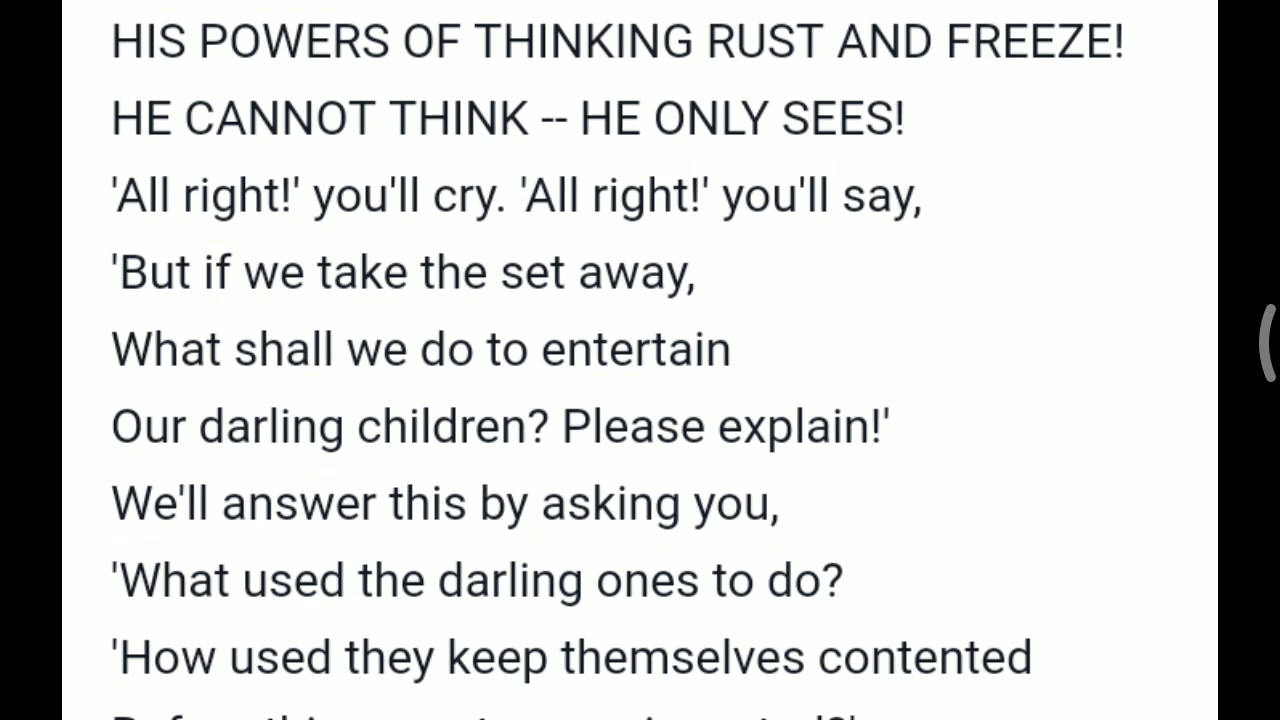 HIS POWERS OF THINKING RUST AND FREEZE!
HE CANNOT THINK -- HE ONLY SEES!
'All right!' you'll cry. 'All right!' you'll say,
'But if we take the set away,
What shall we do to entertain
Our darling children? Please explain!'
We'll answer this by asking you,
'What used the darling ones to do?
'How used they keep themselves contented